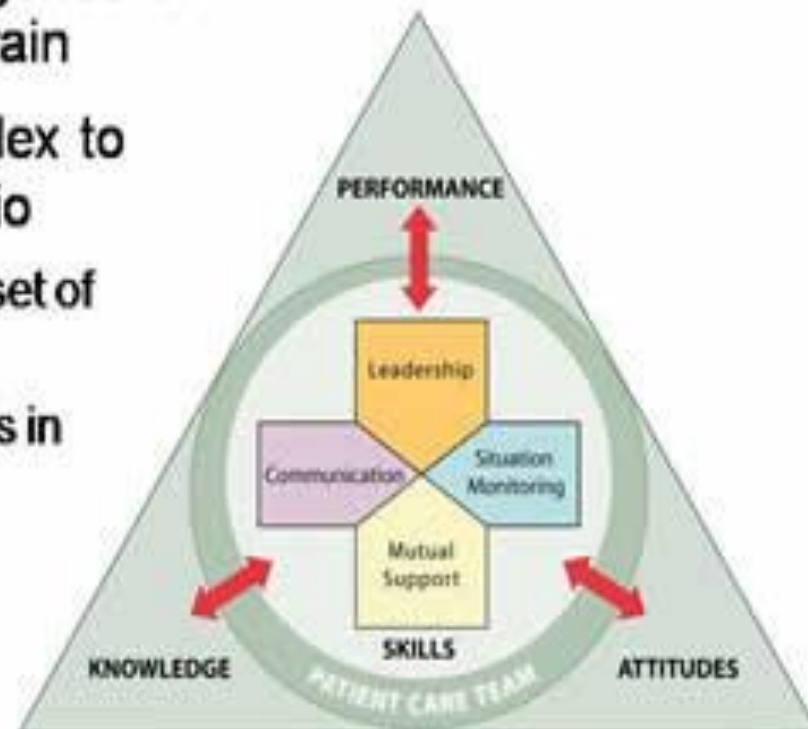 ain
lex to
io
set of
s in
PERFORMANCE
Leadership
Communication
Situation
Monitoring
Mutual
Support
SKILLS
KNOWLEDGE
ATTITUDES
PATIENT CARE TEAM